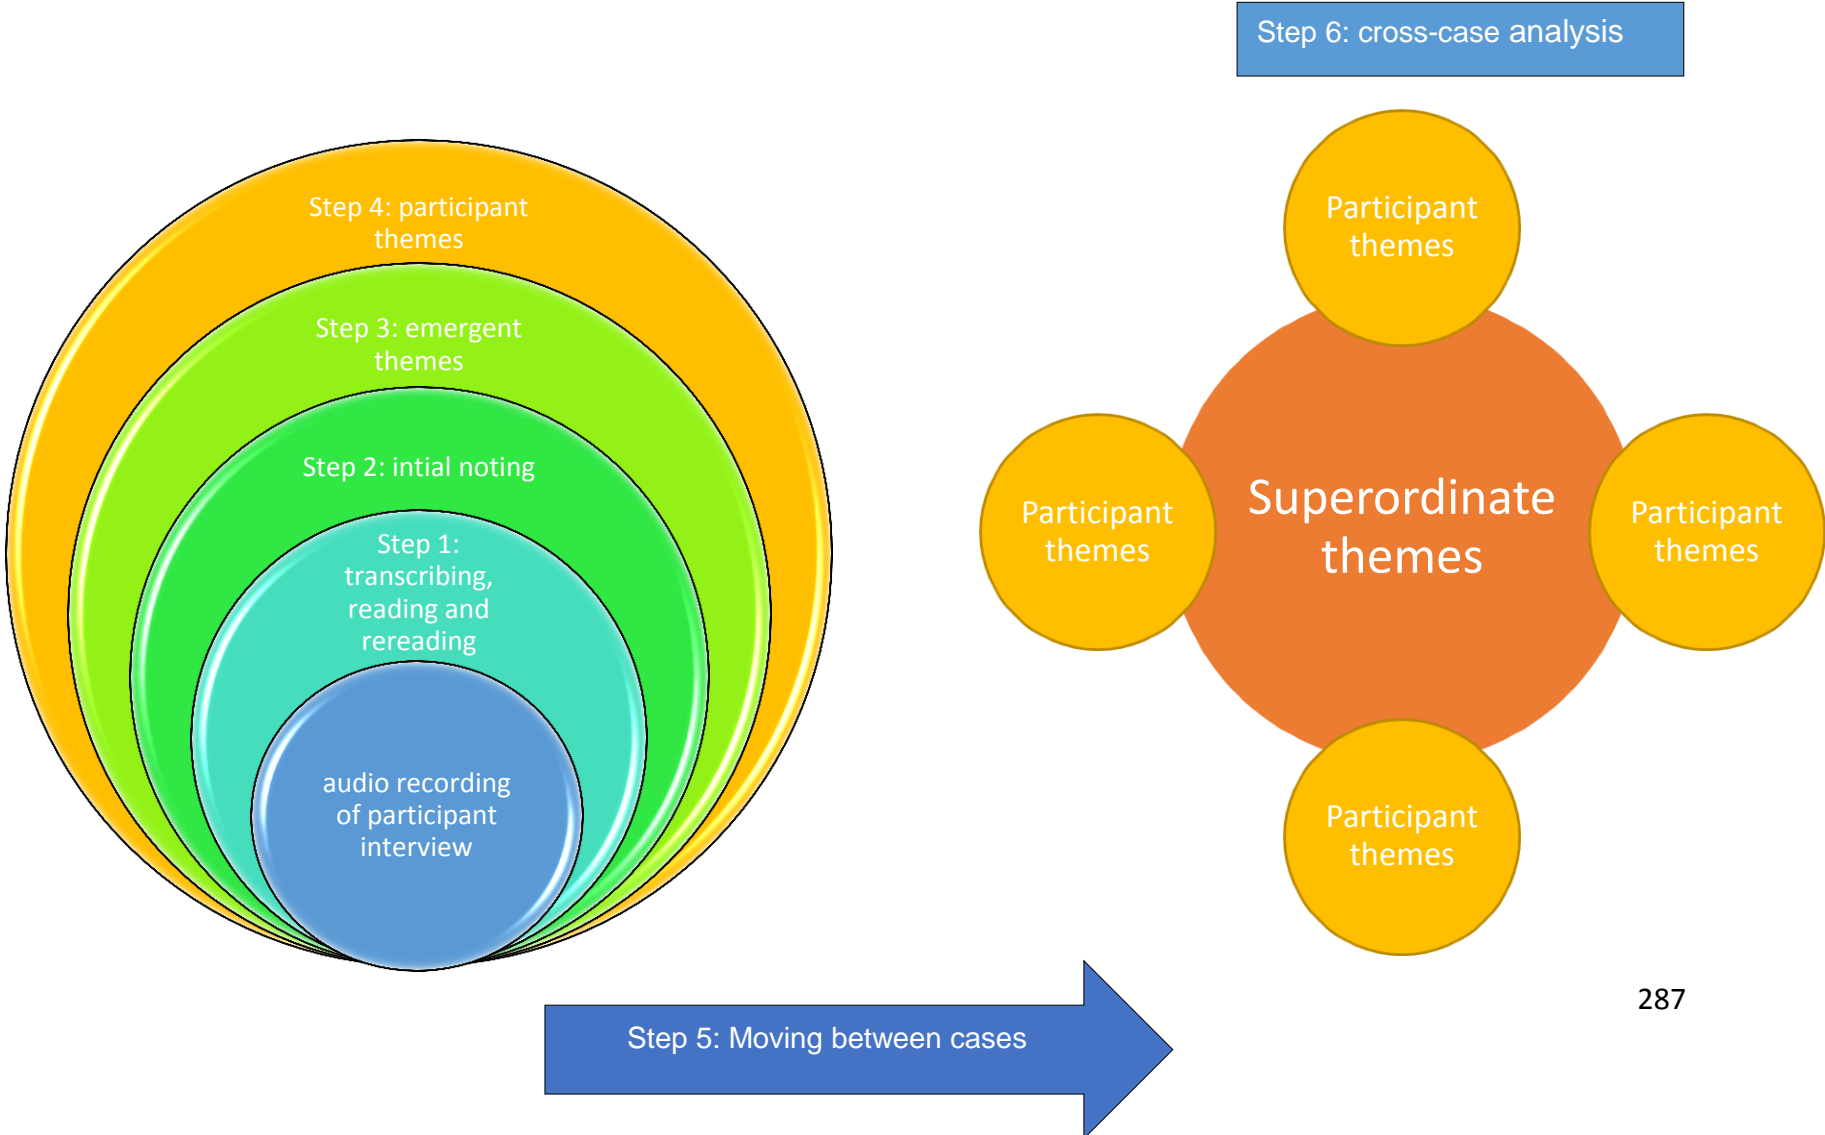 Step 6: cross-case analysis
Step 4: participant
themes
Step 3: emergent
themes
Step 2: intial noting
Step 1:
transcribing,
reading and
rereading
audio recording
of participant
interview
Participant
themes
Participant
themes
Superordinate
themes
Participant
themes
Participant
themes
Step 5: Moving between cases
287